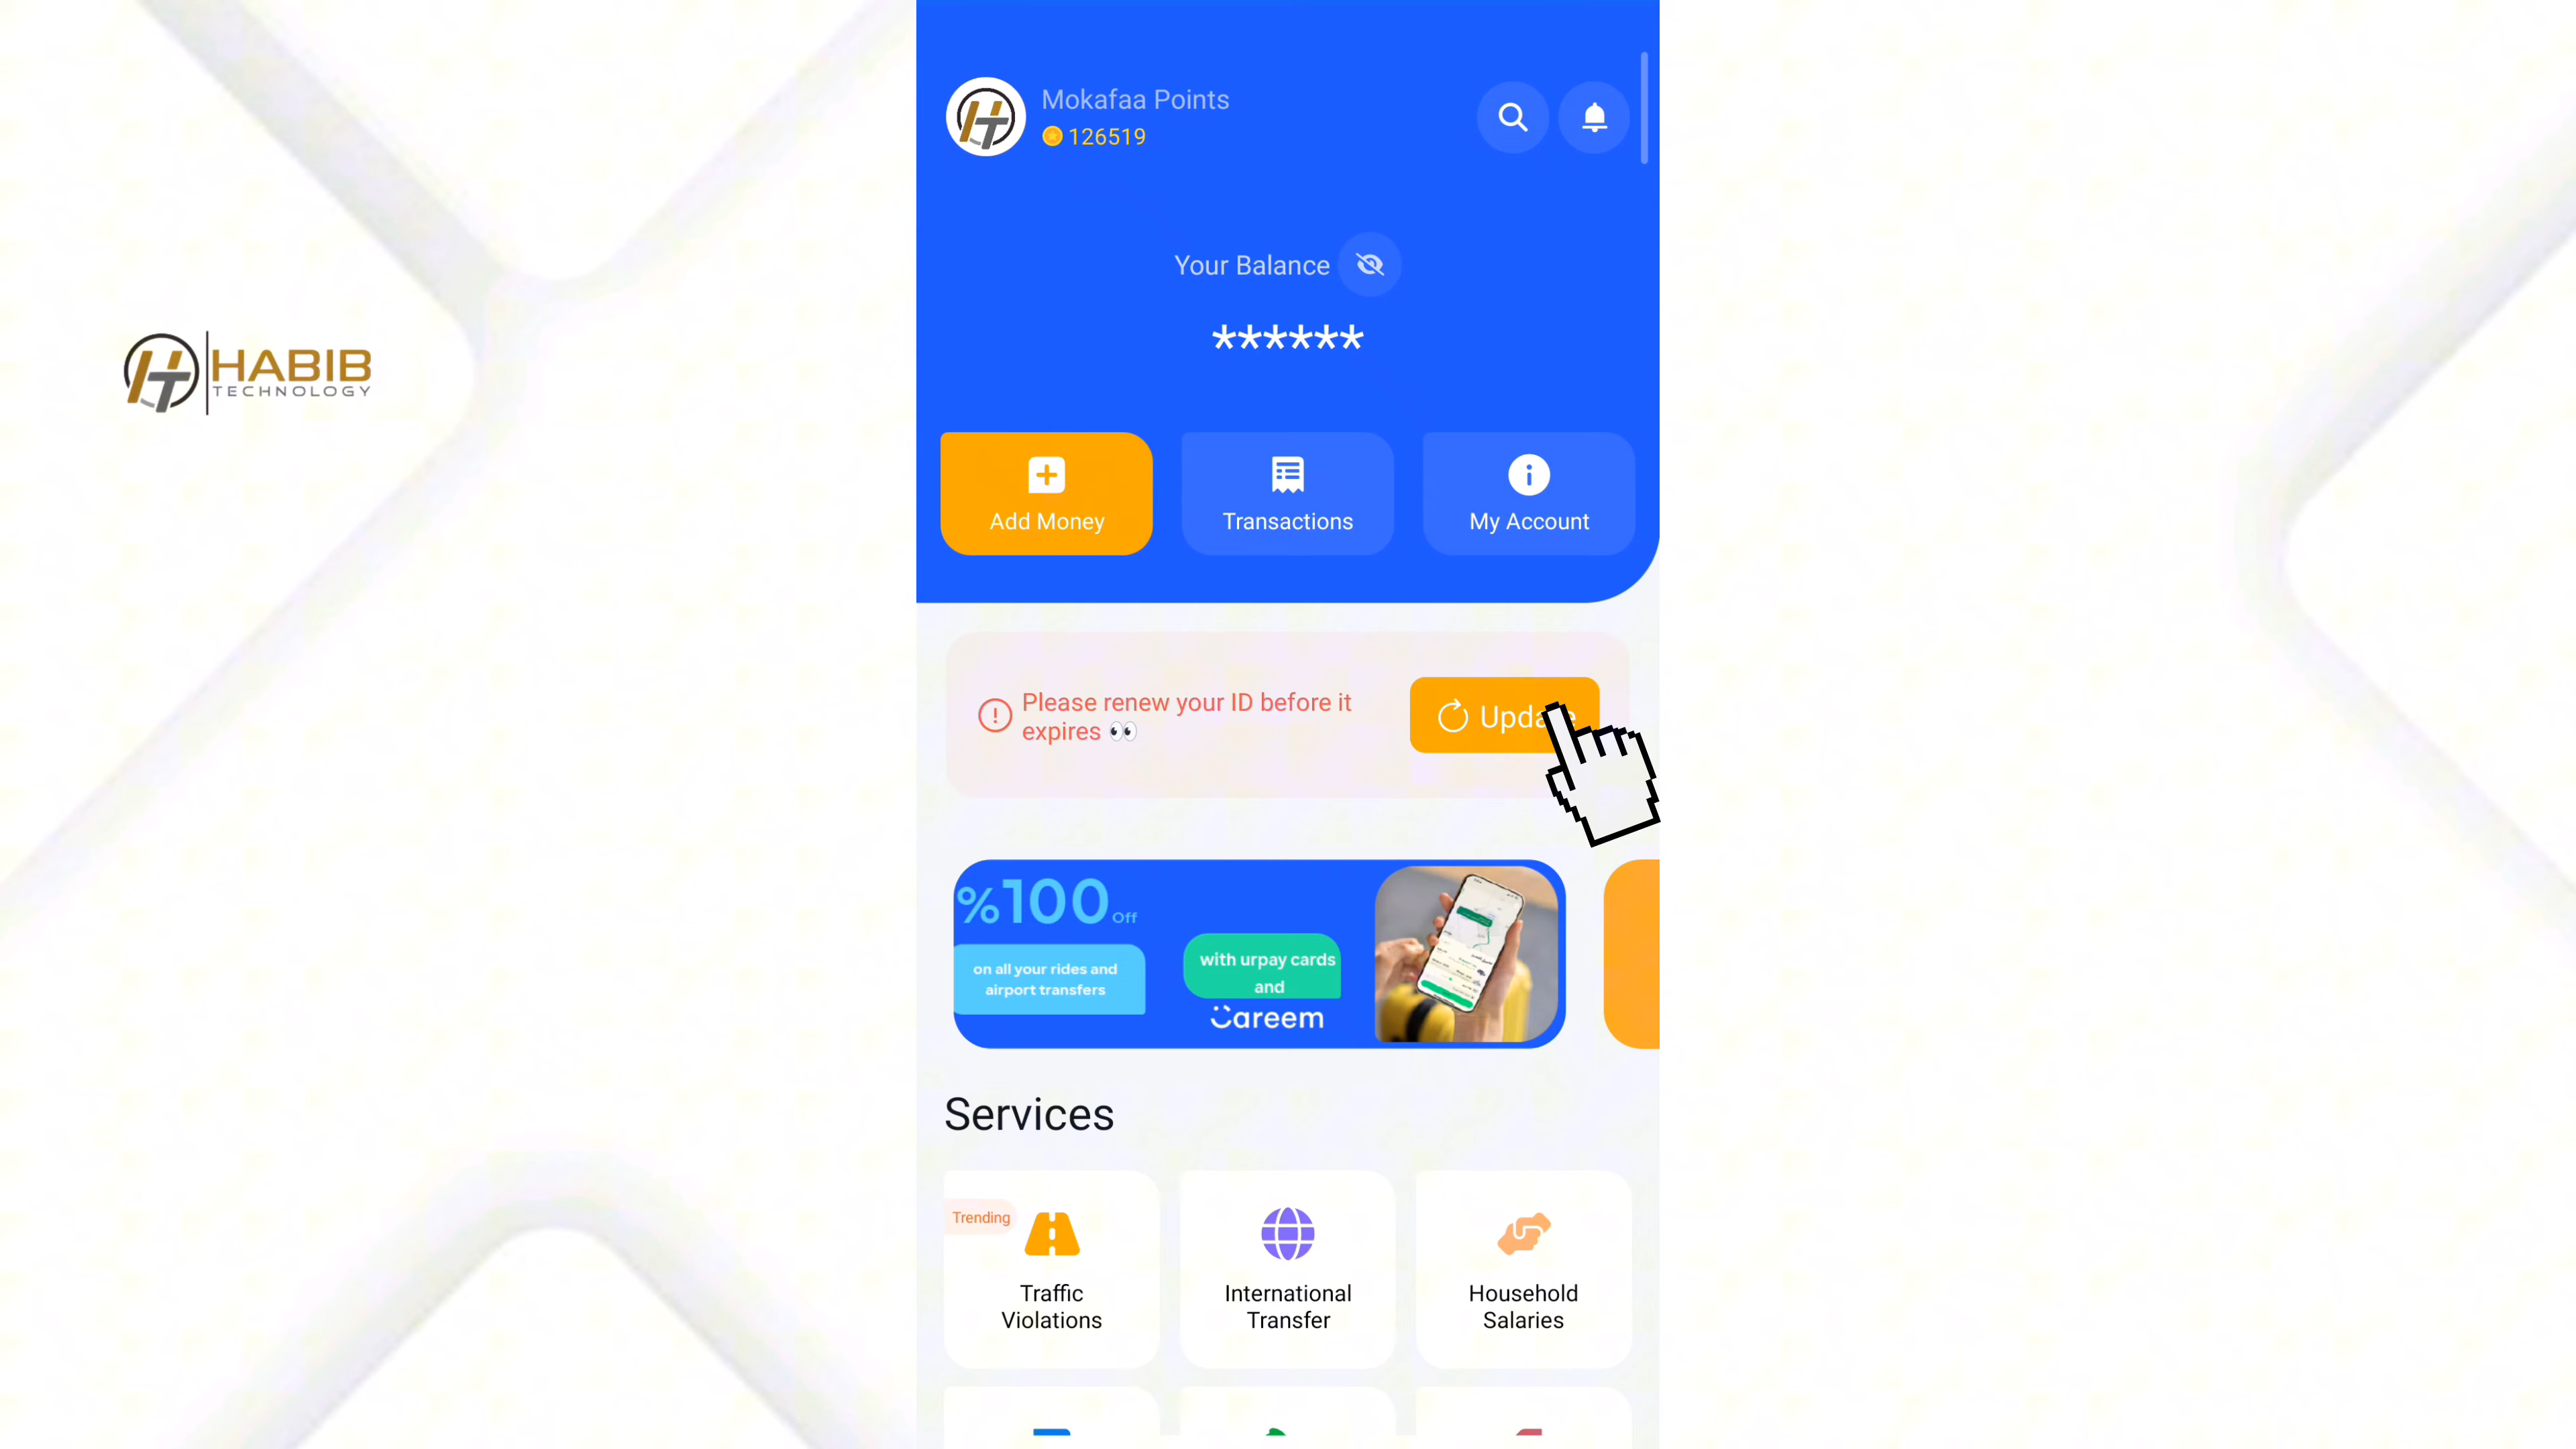 HABIB
TECHNOLOGY
Mokafaa Points
126519
Your Balance
******
Add Money
Transactions
My Account
Please renew your ID before it
expires 👀
Update
%100 Off
on all your rides and
airport transfers
with urpay cards
and
Careem
Services
Trending
Traffic
Violations
International
Transfer
Household
Salaries